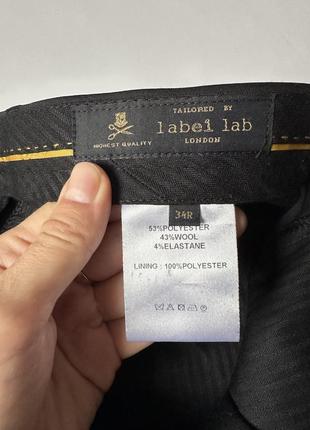 TAILORED BY
label lab
LONDON
HIGHEST QUALITY
34R
53%POLYESTER
43%WOOL
4%ELASTANE
LINING : 100%POLYESTER